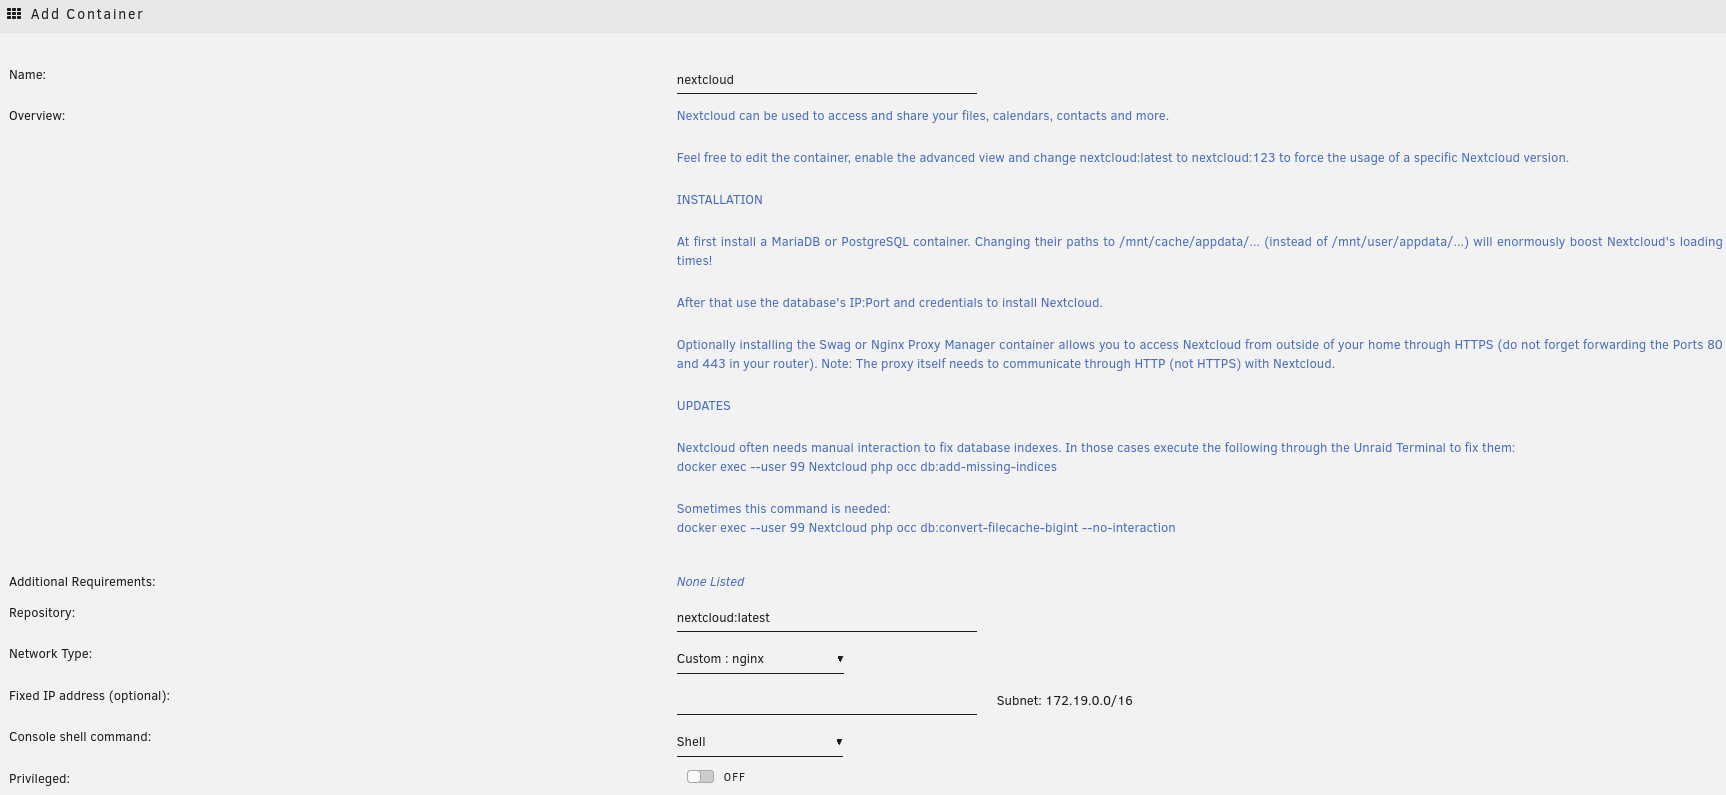 Add Container
Name:
nextcloud
Overview:
Nextcloud can be used to access and share your files, calendars, contacts and more.
Feel free to edit the container, enable the advanced view and change nextcloud:latest to nextcloud:123 to force the usage of a specific Nextcloud version.
INSTALLATION
At first install a MariaDB or PostgreSQL container. Changing their paths to /mnt/cache/appdata/... (instead of /mnt/user/appdata/...) will enormously boost Nextcloud's loading
times!
After that use the database's IP:Port and credentials to install Nextcloud.
Optionally installing the Swag or Nginx Proxy Manager container allows you to access Nextcloud from outside of your home through HTTPS (do not forget forwarding the Ports 80
and 443 in your router). Note: The proxy itself needs to communicate through HTTP (not HTTPS) with Nextcloud.
UPDATES
Nextcloud often needs manual interaction to fix database indexes. In those cases execute the following through the Unraid Terminal to fix them:
docker exec --user 99 Nextcloud php occ db:add-missing-indices
Sometimes this command is needed:
docker exec --user 99 Nextcloud php occ db:convert-filecache-bigint --no-interaction
Additional Requirements:
None Listed
Repository:
nextcloud:latest
Network Type:
Custom : nginx
Fixed IP address (optional):
Subnet: 172.19.0.0/16
Console shell command:
Shell
Privileged:
OFF